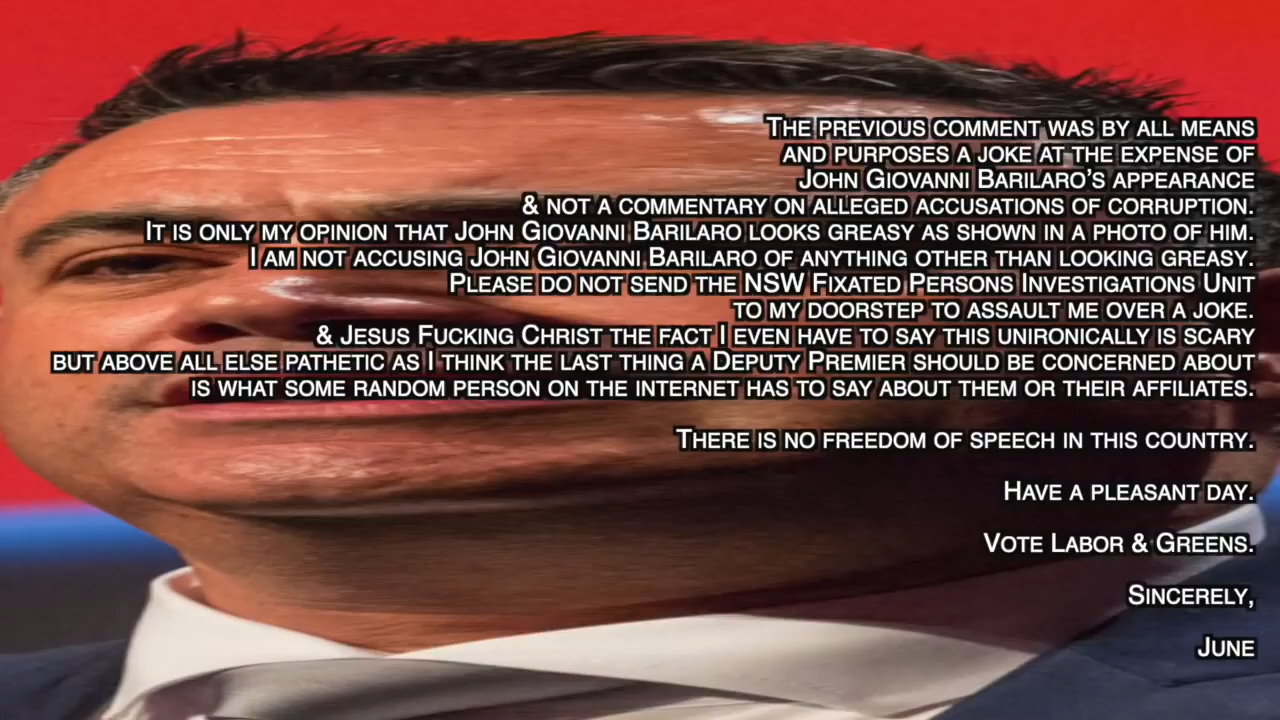 The previous comment was by all means
and purposes a joke at the expense of
John Giovanni Barilaro’s appearance
& not a commentary on alleged accusations of corruption.
It is only my opinion that John Giovanni Barilaro looks greasy as shown in a photo of him.
I am not accusing John Giovanni Barilaro of anything other than looking greasy.
Please do not send the NSW Fixated Persons Investigations Unit
to my doorstep to assault me over a joke.
& Jesus Fucking Christ the fact I even have to say this unironically is scary
but above all else pathetic as I think the last thing a Deputy Premier should be concerned about
is what some random person on the internet has to say about them or their affiliates.
There is no freedom of speech in this country.
Have a pleasant day.
Vote Labor & Greens.
Sincerely,
June